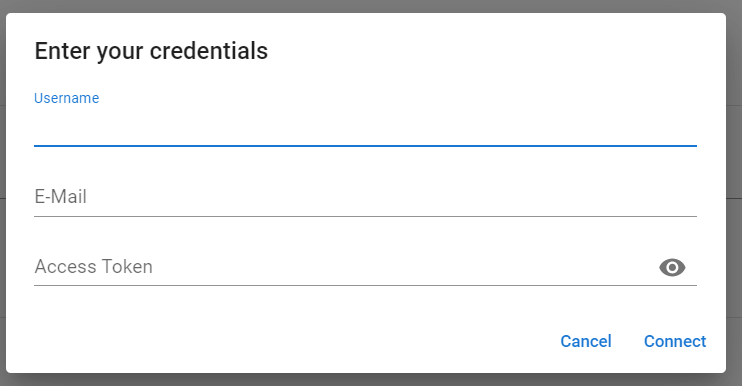 Enter your credentials
Username
E-Mail
Access Token
Cancel Connect